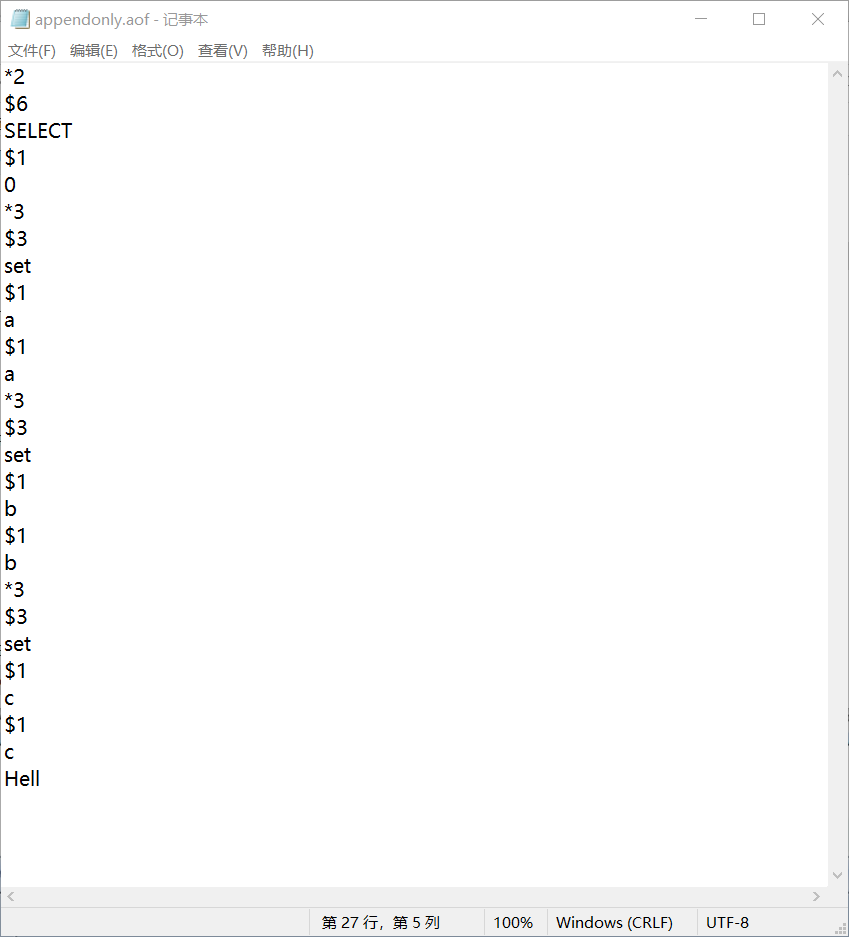 appendonly.aof - 记事本
文件(F) 编辑(E) 格式(O) 查看(V) 帮助(H)
*2
$6
SELECT
$1
0
*3
$3
set
$1
a
$1
a
*3
$3
set
$1
b
$1
b
*3
$3
set
$1
c
$1
c
Hell
第 27 行，第 5 列 100% Windows (CRLF) UTF-8